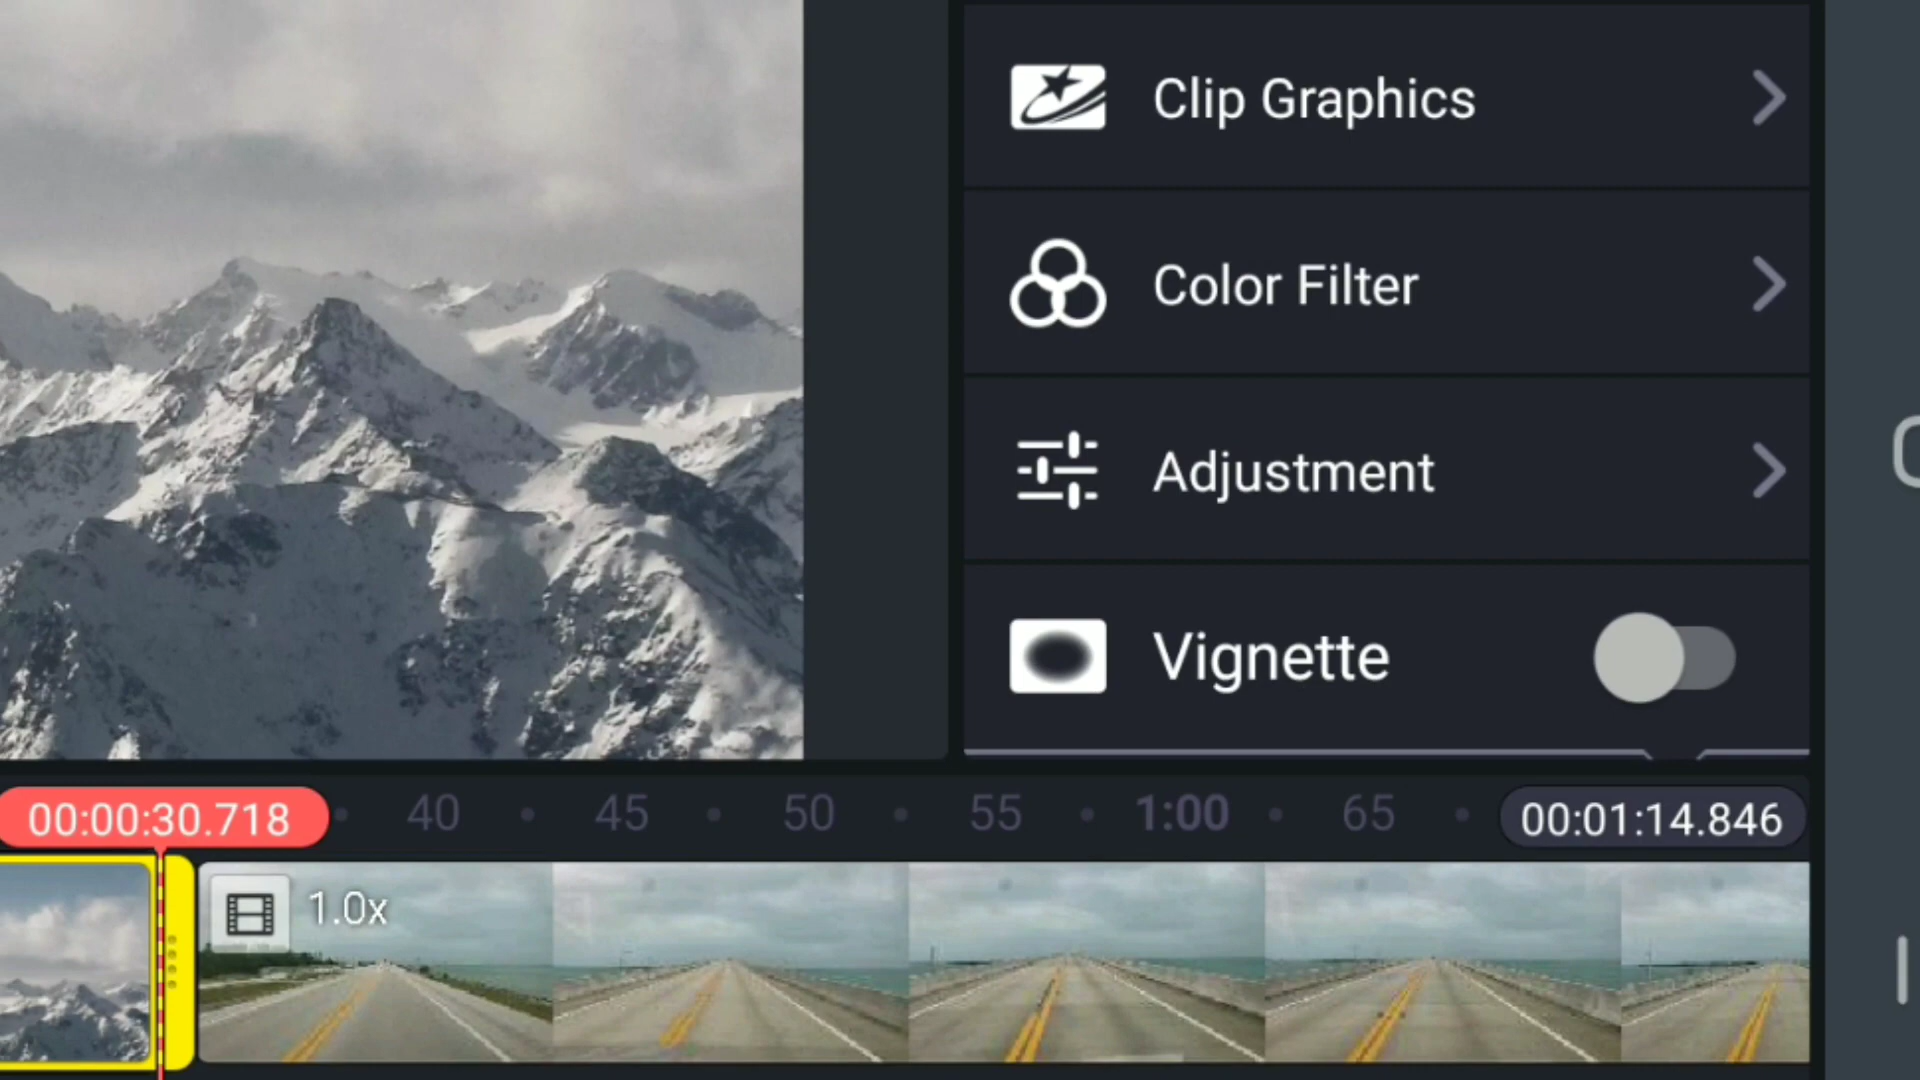 Clip Graphics
Color Filter
Adjustment
Vignette
00:00:30.718
40
45
50
55
1:00
65
00:01:14.846
1.0x